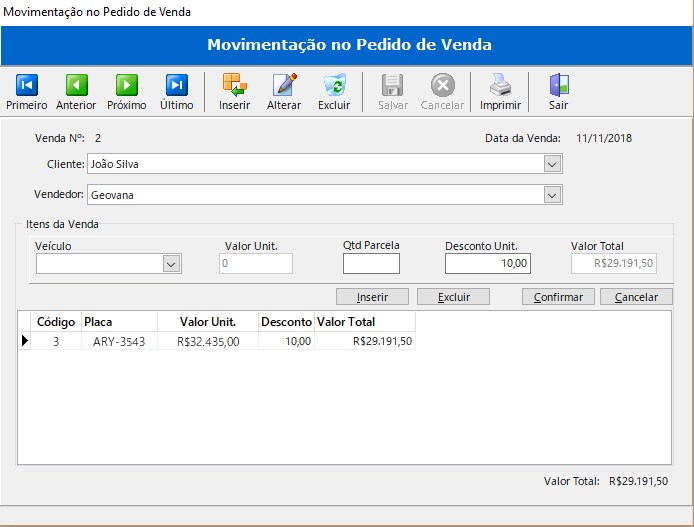 Movimentação no Pedido de Venda
Movimentação no Pedido de Venda
Primeiro Anterior Próximo Último Inserir Alterar Excluir Salvar Cancelar Imprimir Sair
Venda Nº: 2 Data da Venda: 11/11/2018
Cliente: João Silva
Vendedor: Geovana
Itens da Venda
Veículo Valor Unit. Qtd Parcela Desconto Unit. Valor Total
0 10,00 R$29.191,50
Inserir Excluir Confirmar Cancelar
Código Placa Valor Unit. Desconto Valor Total
3 ARY-3543 R$32.435,00 10,00 R$29.191,50
Valor Total: R$29.191,50